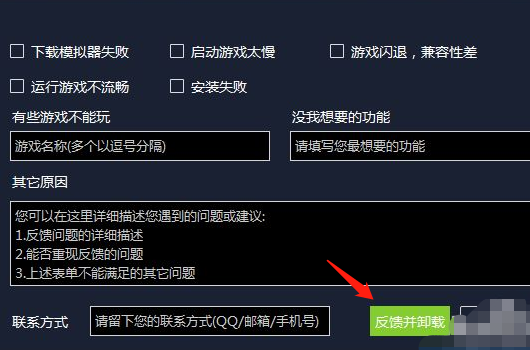 下载模拟器失败 启动游戏太慢 游戏闪退，兼容性差
运行游戏不流畅 安装失败
有些游戏不能玩 没我想要的功能
游戏名称(多个以逗号分隔) 请填写您最想要的功能
其它原因
您可以在这里详细描述您遇到的问题或建议:
1.反馈问题的详细描述
2.能否重现反馈的问题
3.上述表单不能满足的其它问题
联系方式 请留下您的联系方式(QQ/邮箱/手机号) 反馈并卸载